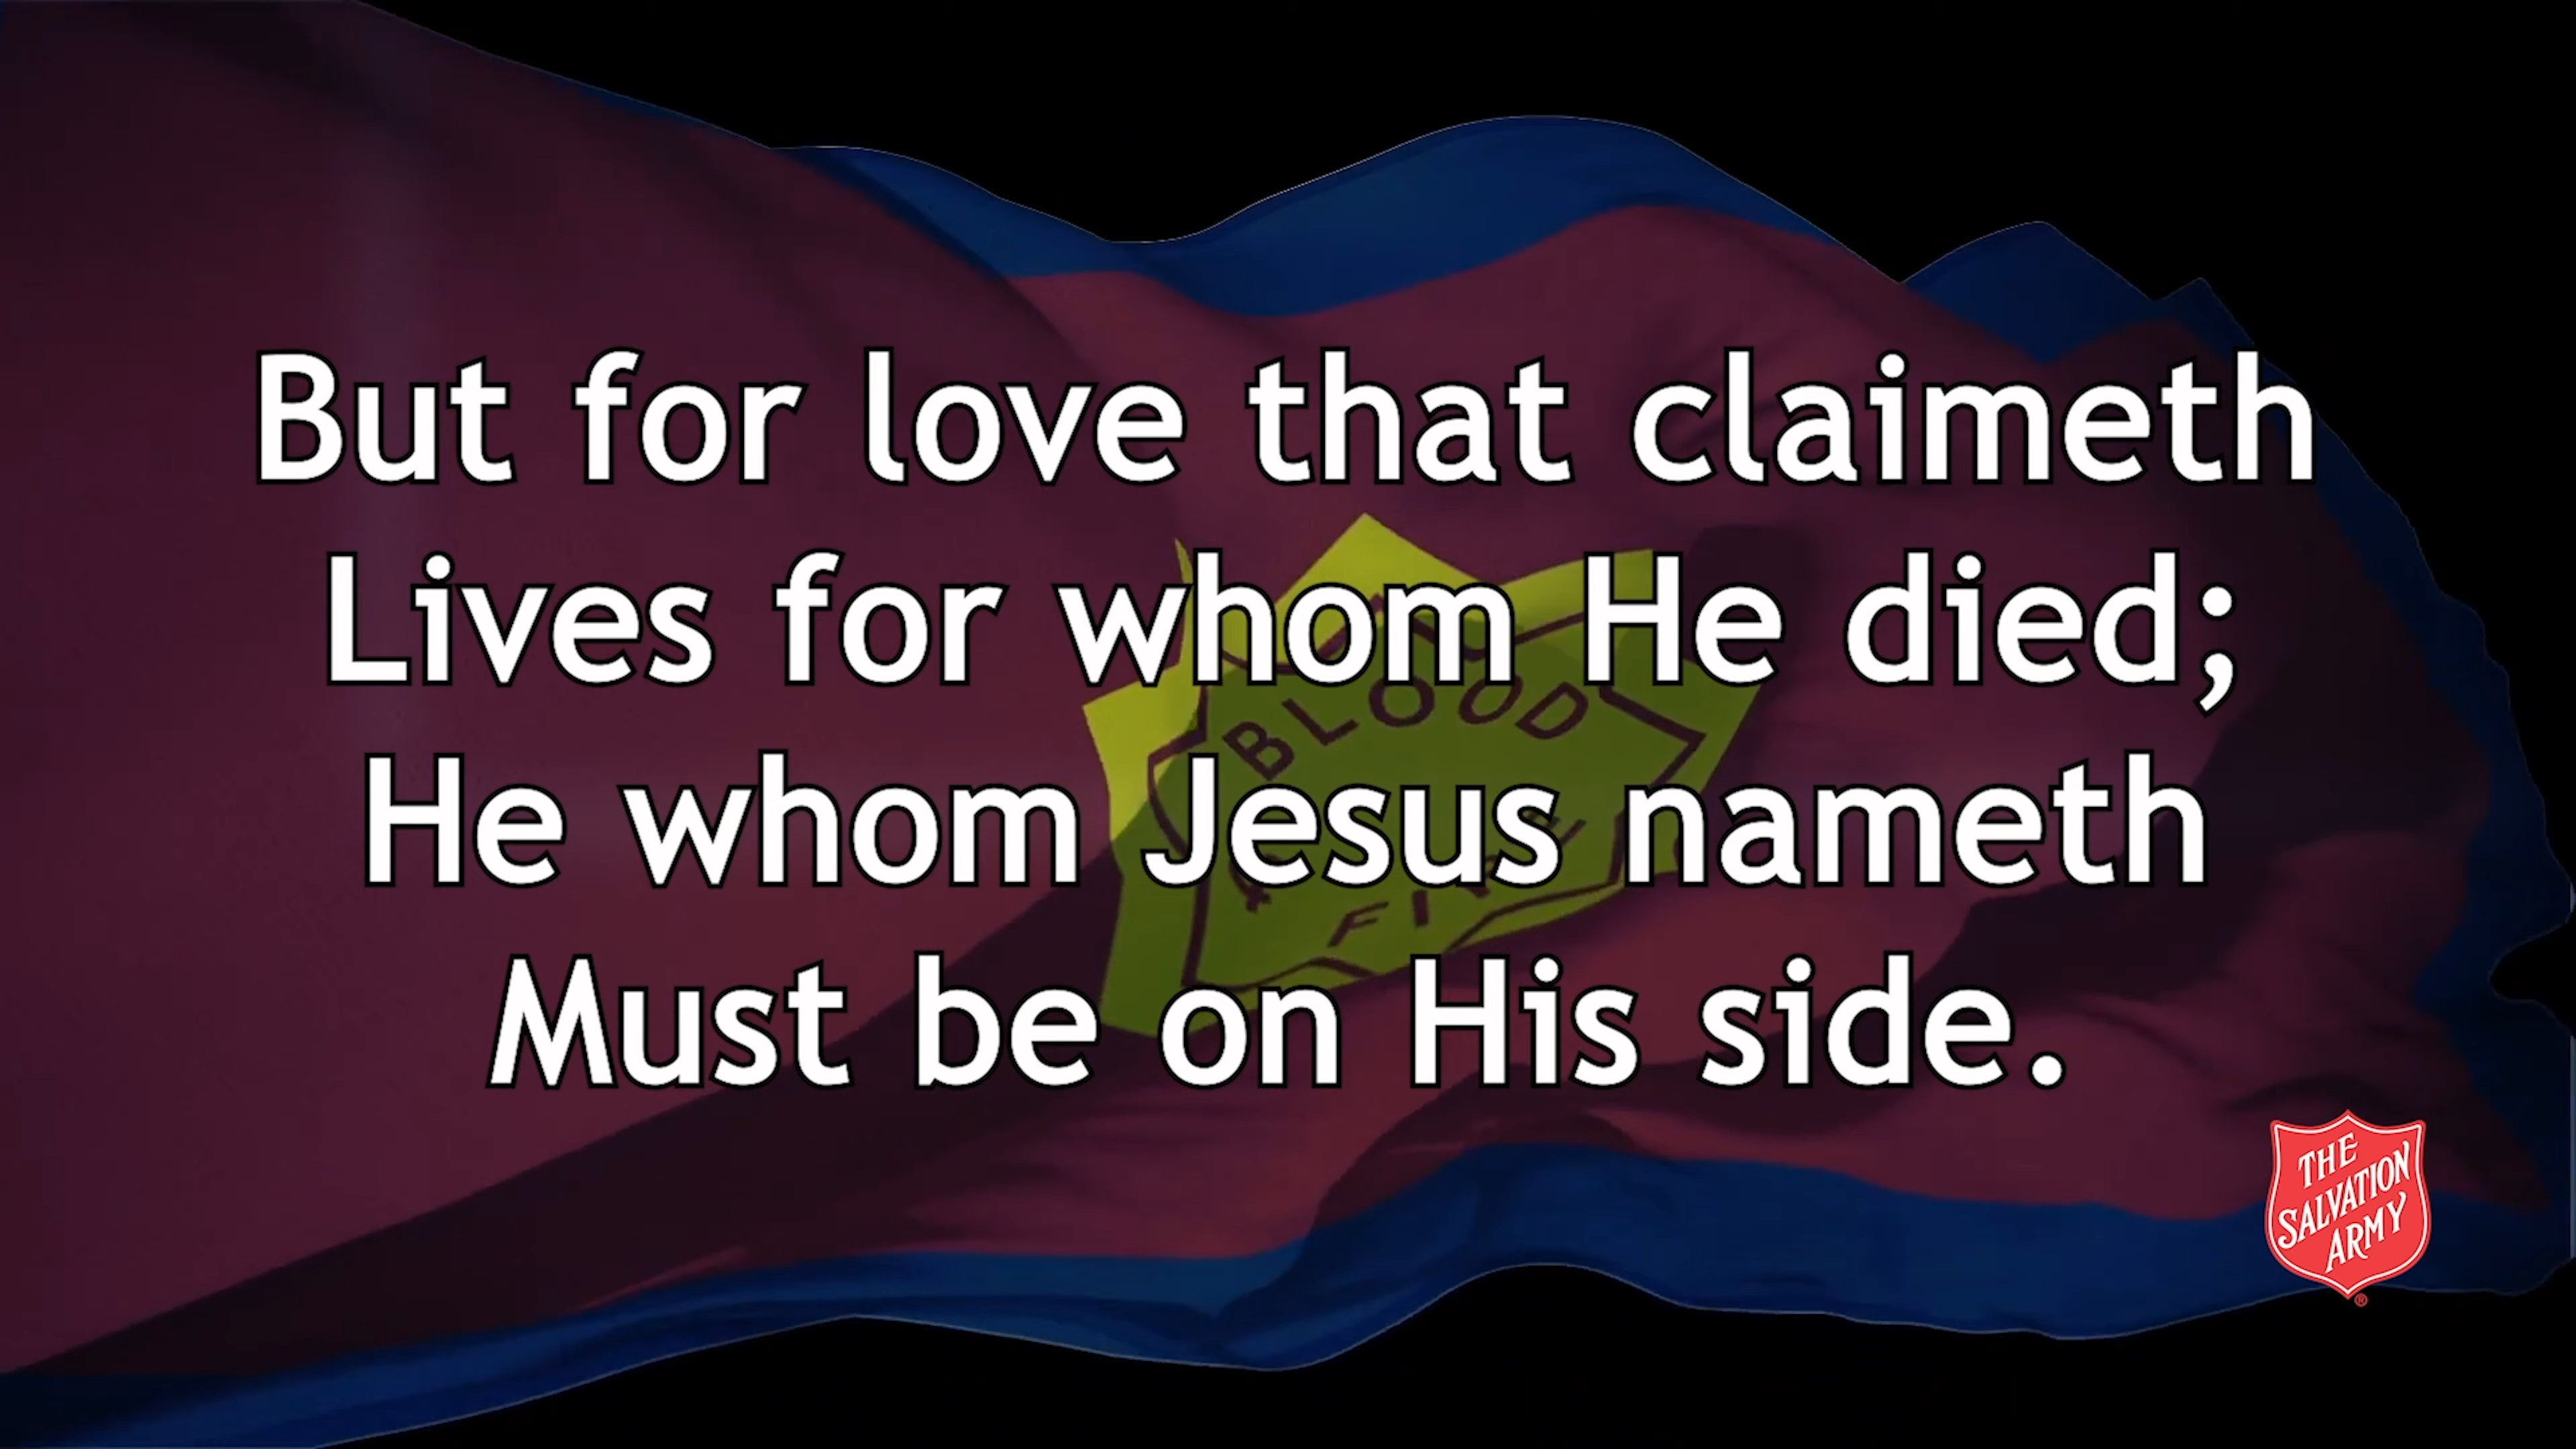 But for love that claimeth
Lives for whom He died;
He whom Jesus nameth
Must be on His side.
BLOOD
&
FIRE
THE
SALVATION
ARMY
®